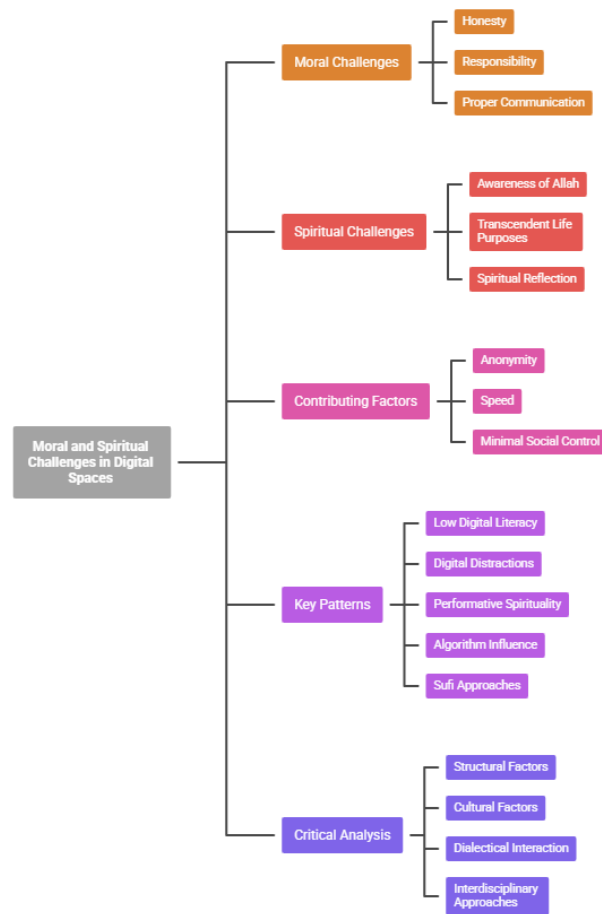 Moral and Spiritual
Challenges in Digital
Spaces
Moral Challenges
Honesty
Responsibility
Proper Communication
Spiritual Challenges
Awareness of Allah
Transcendent Life
Purposes
Spiritual Reflection
Contributing Factors
Anonymity
Speed
Minimal Social Control
Key Patterns
Low Digital Literacy
Digital Distractions
Performative Spirituality
Algorithm Influence
Sufi Approaches
Critical Analysis
Structural Factors
Cultural Factors
Dialectical Interaction
Interdisciplinary
Approaches